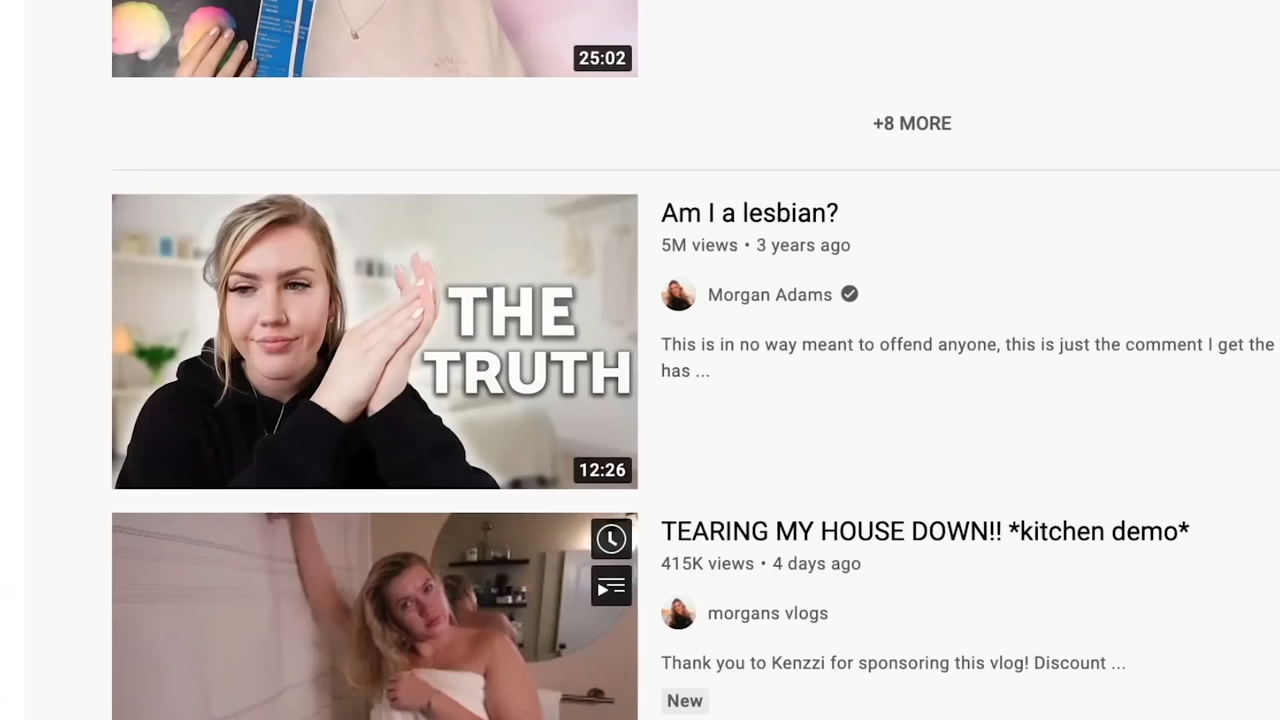 25:02
+8 MORE
THE
TRUTH
12:26
Am I a lesbian?
5M views • 3 years ago
Morgan Adams
This is in no way meant to offend anyone, this is just the comment I get the
has ...
TEARING MY HOUSE DOWN!! *kitchen demo*
415K views • 4 days ago
morgans vlogs
Thank you to Kenzzi for sponsoring this vlog! Discount ...
New